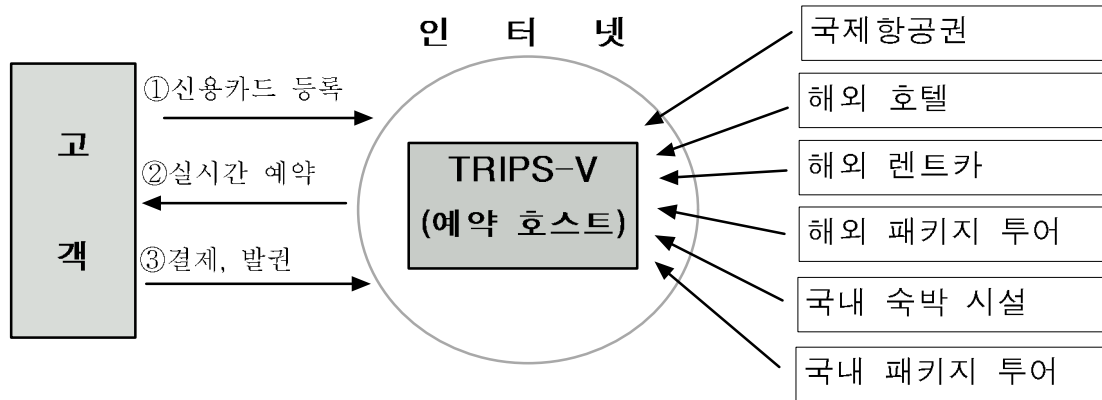 인 터 넷
고
객
①신용카드 등록
②실시간 예약
③결제, 발권
TRIPS-V
(예약 호스트)
국제항공권
해외 호텔
해외 렌트카
해외 패키지 투어
국내 숙박 시설
국내 패키지 투어